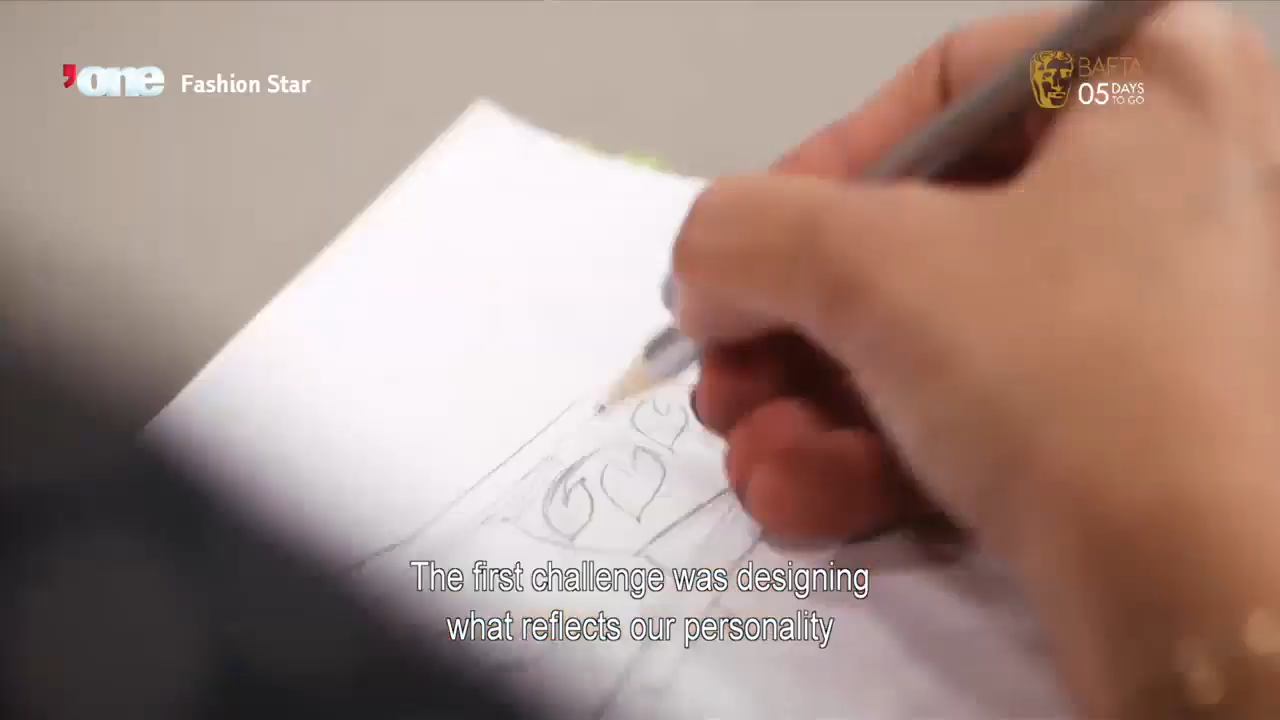 'one
Fashion Star
BAFTA
05 DAYS
TO GO
The first challenge was designing
what reflects our personality